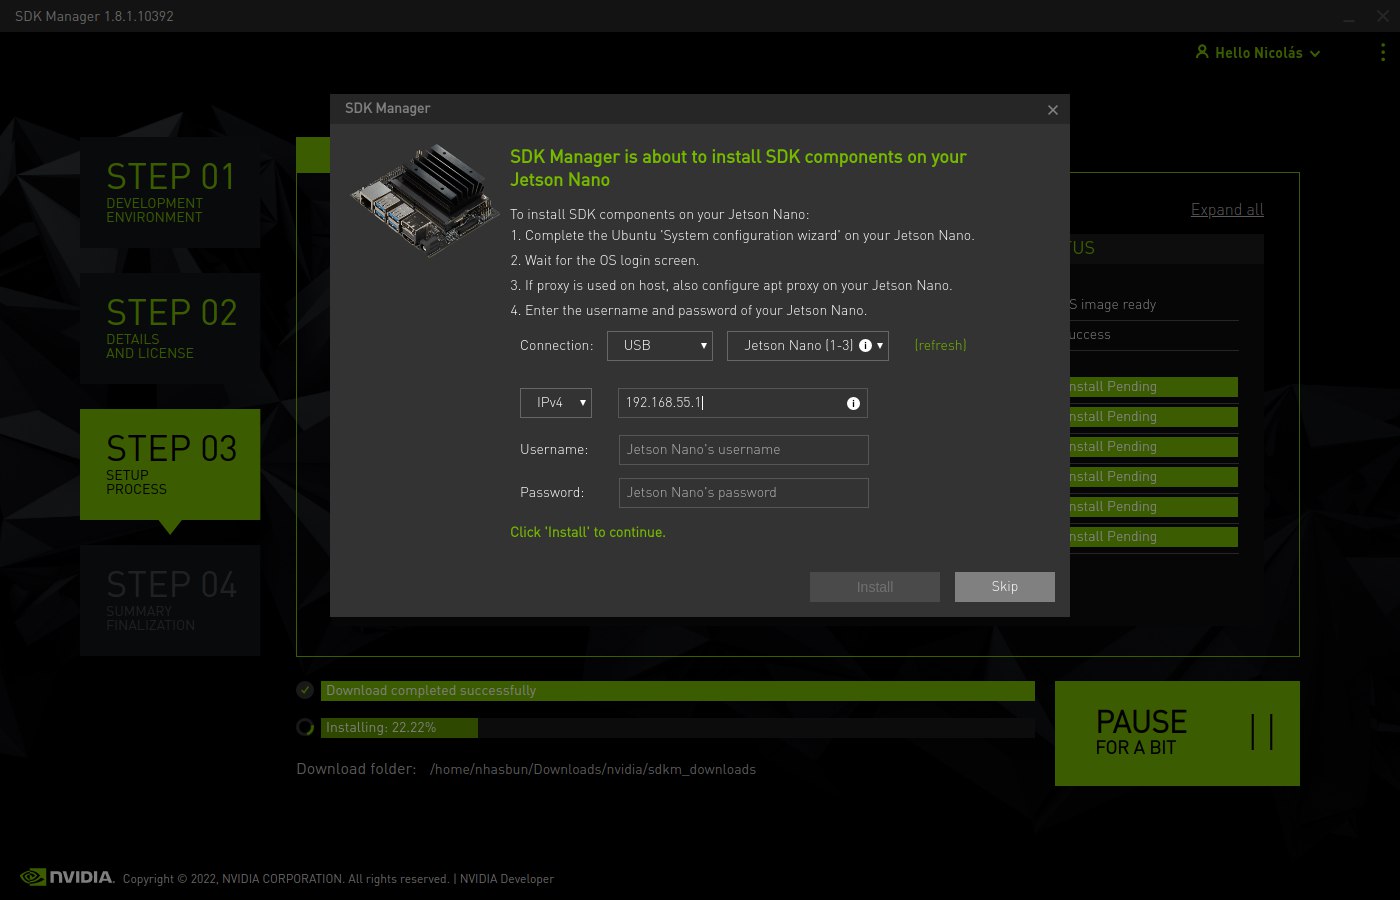 SDK Manager 1.8.1.10392
Hello Nicolás
SDK Manager
STEP 01
DEVELOPMENT
ENVIRONMENT
STEP 02
DETAILS
AND LICENSE
STEP 03
SETUP
PROCESS
STEP 04
SUMMARY
FINALIZATION
SDK Manager is about to install SDK components on your
Jetson Nano
To install SDK components on your Jetson Nano:
1. Complete the Ubuntu 'System configuration wizard' on your Jetson Nano.
2. Wait for the OS login screen.
3. If proxy is used on host, also configure apt proxy on your Jetson Nano.
4. Enter the username and password of your Jetson Nano.
Connection: USB Jetson Nano (1-3) (refresh)
IPv4 192.168.55.1
Username: Jetson Nano's username
Password: Jetson Nano's password
Click 'Install' to continue.
Install Skip
Expand all
TUS
S image ready
uccess
nstall Pending
nstall Pending
nstall Pending
nstall Pending
nstall Pending
nstall Pending
Download completed successfully
Installing: 22.22%
Download folder: /home/nhasbun/Downloads/nvidia/sdkm_downloads
PAUSE
FOR A BIT
NVIDIA. Copyright © 2022, NVIDIA CORPORATION. All rights reserved. | NVIDIA Developer